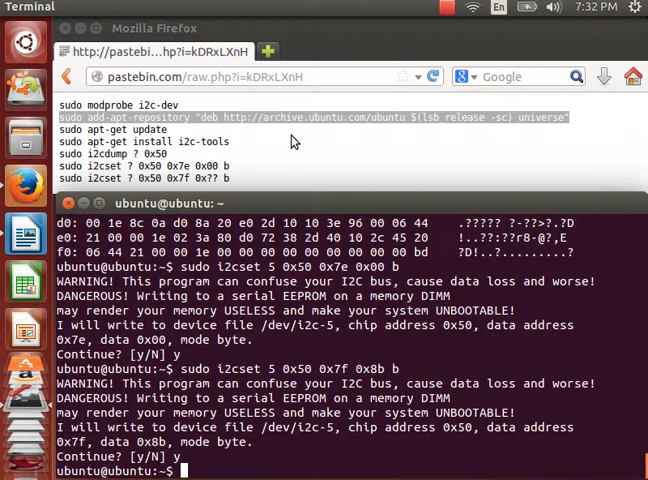 Terminal
En
7:32 PM
Mozilla Firefox
http://pastebi...hp?i=kDRxLXnH
pastebin.com/raw.php?i=kDRxLXnH
Google
sudo modprobe i2c-dev
sudo add-apt-repository "deb http://archive.ubuntu.com/ubuntu $(lsb_release -sc) universe"
sudo apt-get update
sudo apt-get install i2c-tools
sudo i2cdump ? 0x50
sudo i2cset ? 0x50 0x7e 0x00 b
sudo i2cset ? 0x50 0x7f 0x?? b
ubuntu@ubuntu: ~
d0: 00 1e 8c 0a d0 8a 20 e0 2d 10 10 3e 96 00 06 44    .????? ?-??>?.?D
e0: 21 00 00 1e 02 3a 80 d0 72 38 2d 40 10 2c 45 20    !..??:??r8-@?,E
f0: 06 44 21 00 00 00 00 00 00 00 00 00 00 00 00 bd    ?D!..?.........?
ubuntu@ubuntu:~$ sudo i2cset 5 0x50 0x7e 0x00 b
WARNING! This program can confuse your I2C bus, cause data loss and worse!
DANGEROUS! Writing to a serial EEPROM on a memory DIMM
may render your memory USELESS and make your system UNBOOTABLE!
I will write to device file /dev/i2c-5, chip address 0x50, data address
0x7e, data 0x00, mode byte.
Continue? [y/N] y
ubuntu@ubuntu:~$ sudo i2cset 5 0x50 0x7f 0x8b b
WARNING! This program can confuse your I2C bus, cause data loss and worse!
DANGEROUS! Writing to a serial EEPROM on a memory DIMM
may render your memory USELESS and make your system UNBOOTABLE!
I will write to device file /dev/i2c-5, chip address 0x50, data address
0x7f, data 0x8b, mode byte.
Continue? [y/N] y
ubuntu@ubuntu:~$